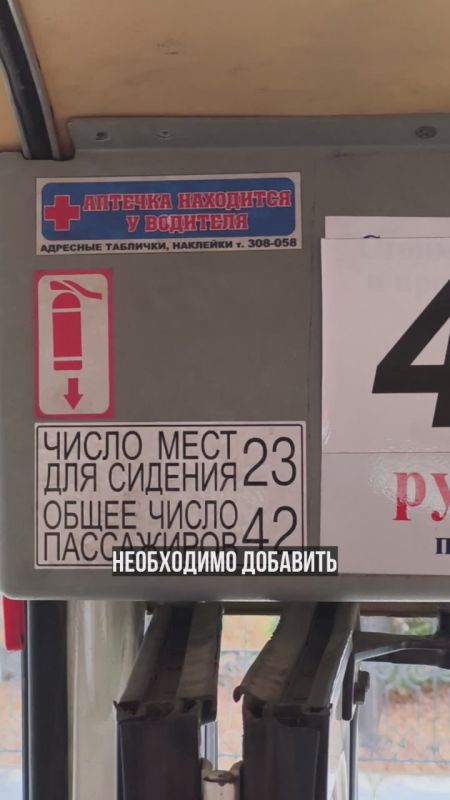 АПТЕЧКА НАХОДИТСЯ
У ВОДИТЕЛЯ
АДРЕСНЫЕ ТАБЛИЧКИ, НАКЛЕЙКИ т. 308-058
ЧИСЛО МЕСТ
ДЛЯ СИДЕНИЯ 23
ОБЩЕЕ ЧИСЛО
ПАССАЖИРОВ 42
НЕОБХОДИМО ДОБАВИТЬ
4
ру